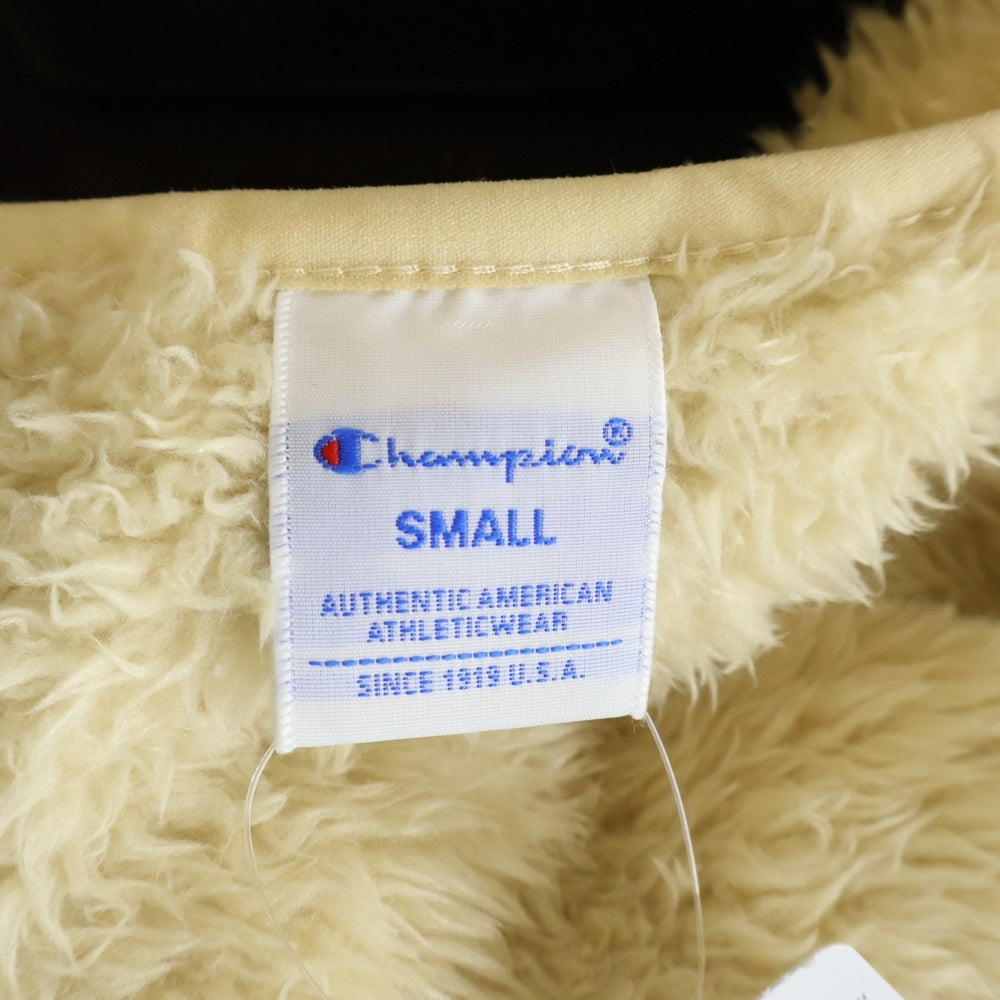 Champion®
SMALL
AUTHENTIC AMERICAN
ATHLETICWEAR
SINCE 1919 U.S.A.